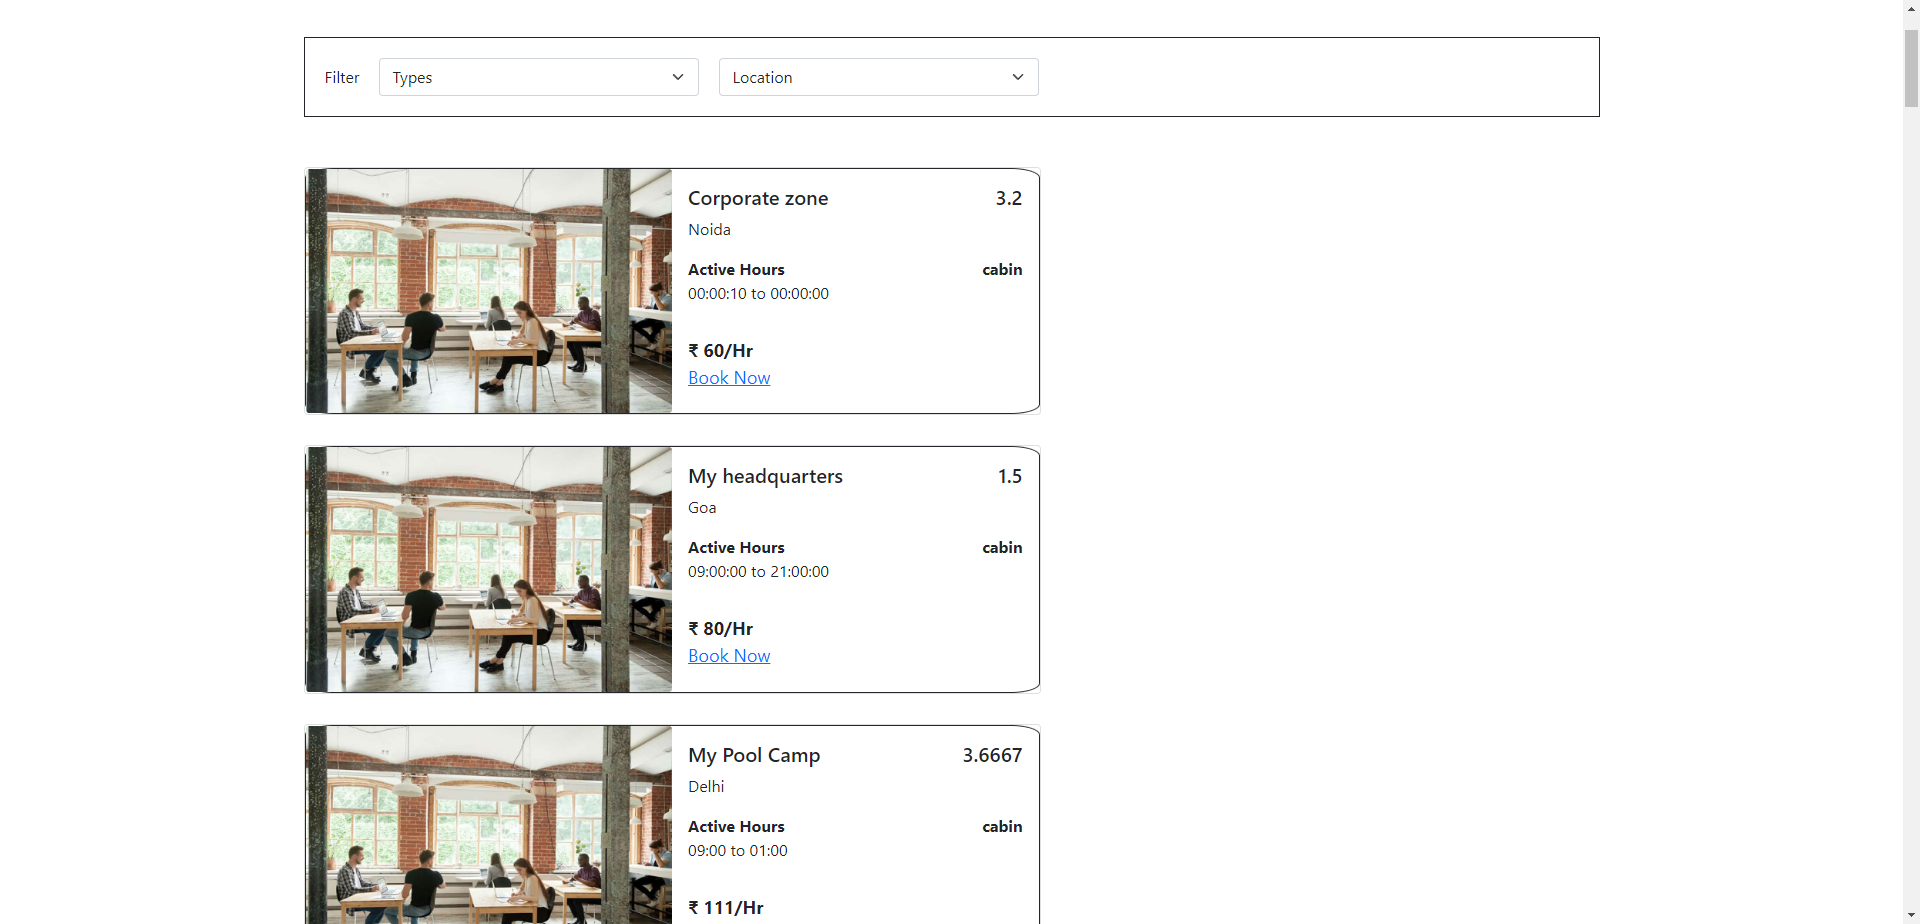 Filter Types Location
Corporate zone 3.2
Noida
Active Hours cabin
00:00:10 to 00:00:00
₹ 60/Hr
Book Now
My headquarters 1.5
Goa
Active Hours cabin
09:00:00 to 21:00:00
₹ 80/Hr
Book Now
My Pool Camp 3.6667
Delhi
Active Hours cabin
09:00 to 01:00
₹ 111/Hr